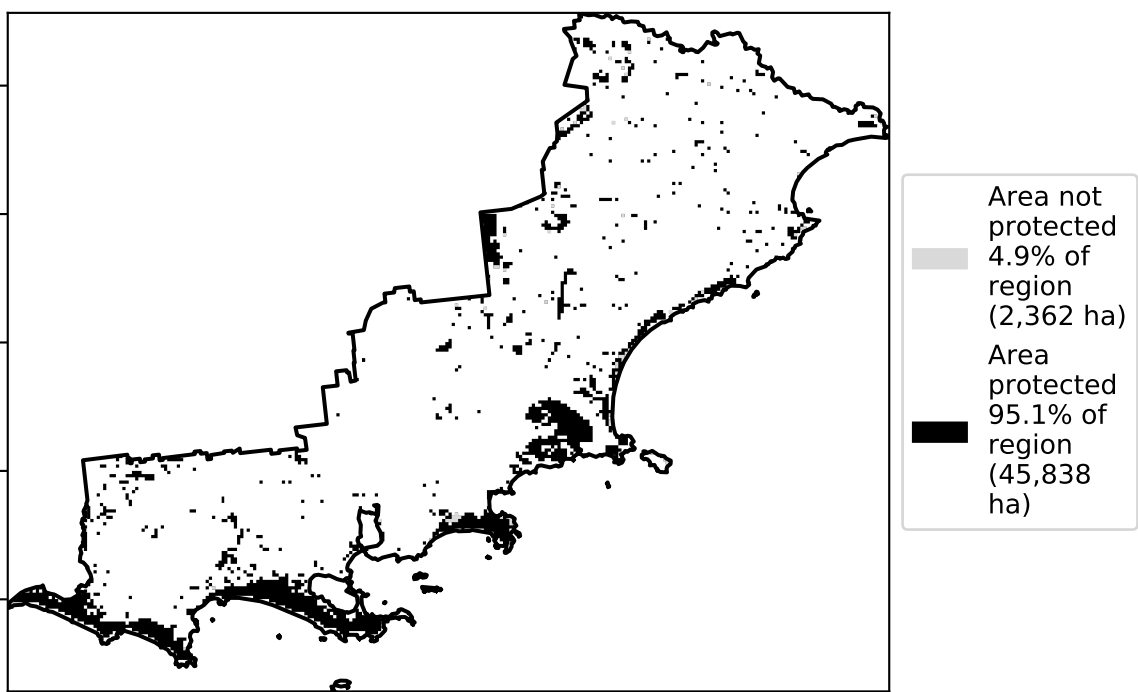 Area not
protected
4.9% of
region
(2,362 ha)
Area
protected
95.1% of
region
(45,838
ha)